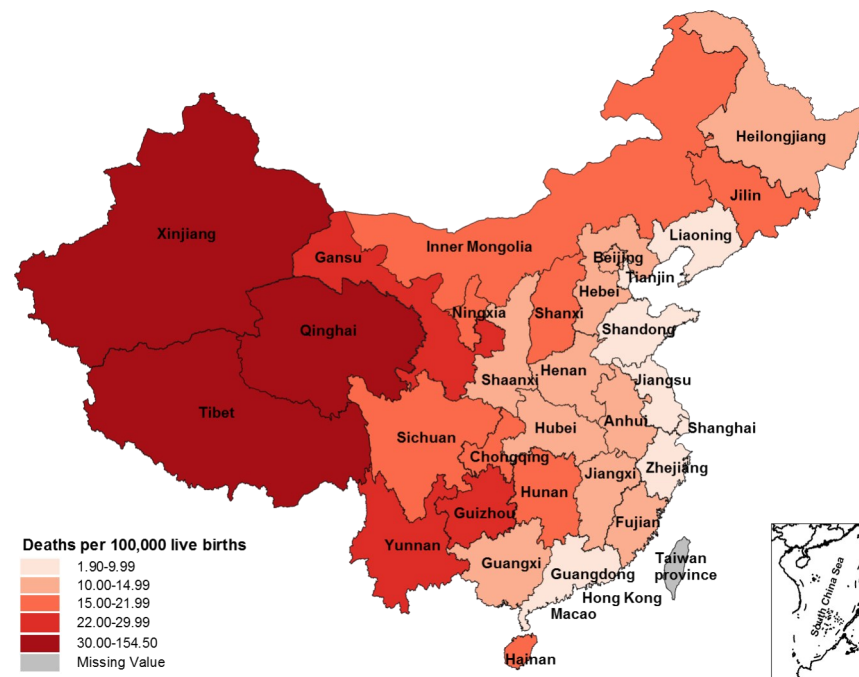 Heilongjiang
Jilin
Liaoning
Xinjiang
Inner Mongolia
Gansu
Beijing
Tianjin
Hebei
Ningxia
Shanxi
Shandong
Qinghai
Henan
Shaanxi
Jiangsu
Tibet
Anhui
Hubei
Shanghai
Sichuan
Chongqing
Zhejiang
Jiangxi
Hunan
Guizhou
Fujian
Yunnan
Guangxi
Guangdong
Taiwan
province
Hong Kong
Macao
Hainan
Deaths per 100,000 live births
1.90-9.99
10.00-14.99
15.00-21.99
22.00-29.99
30.00-154.50
Missing Value
South China Sea